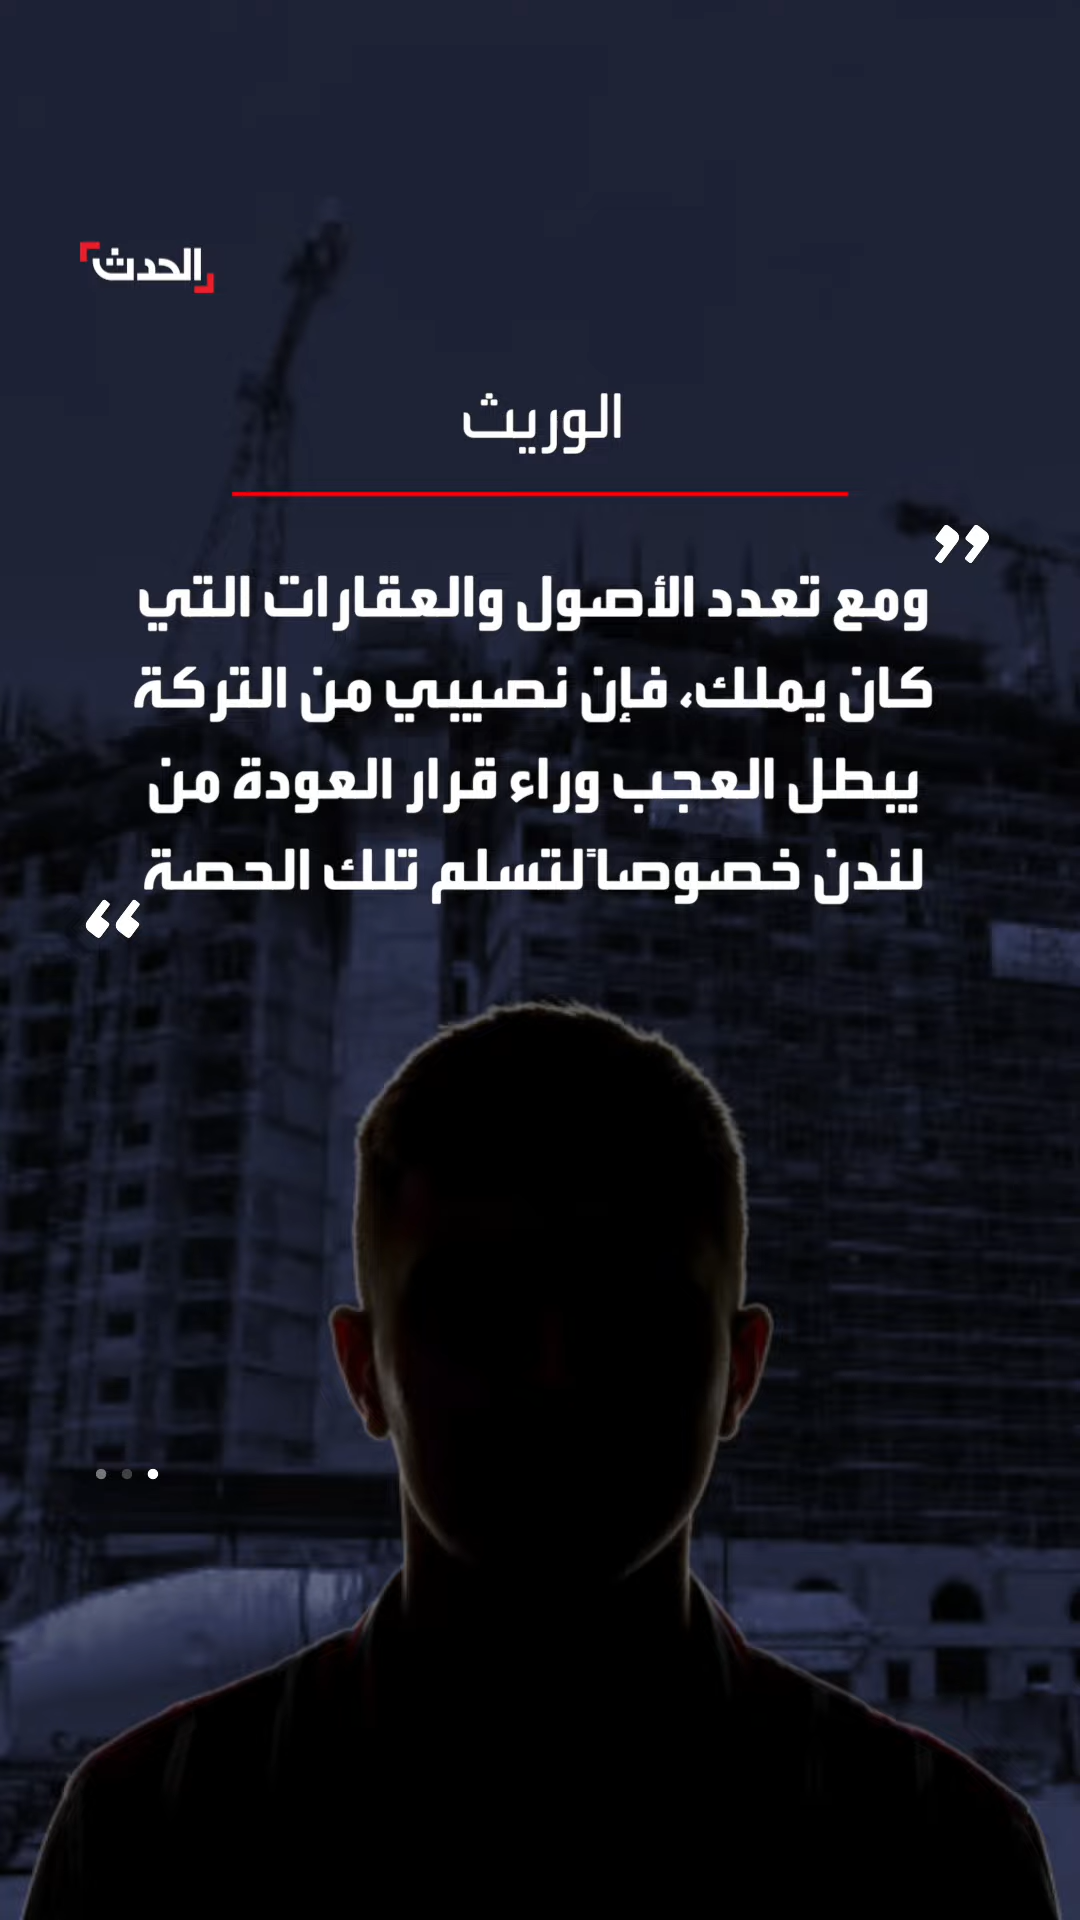 الحدث
الوريث
”
ومع تعدد الأصول والعقارات التي
كان يملك، فإن نصيبي من التركة
يبطل العجب وراء قرار العودة من
لندن خصوصاً لتسلم تلك الحصة
“